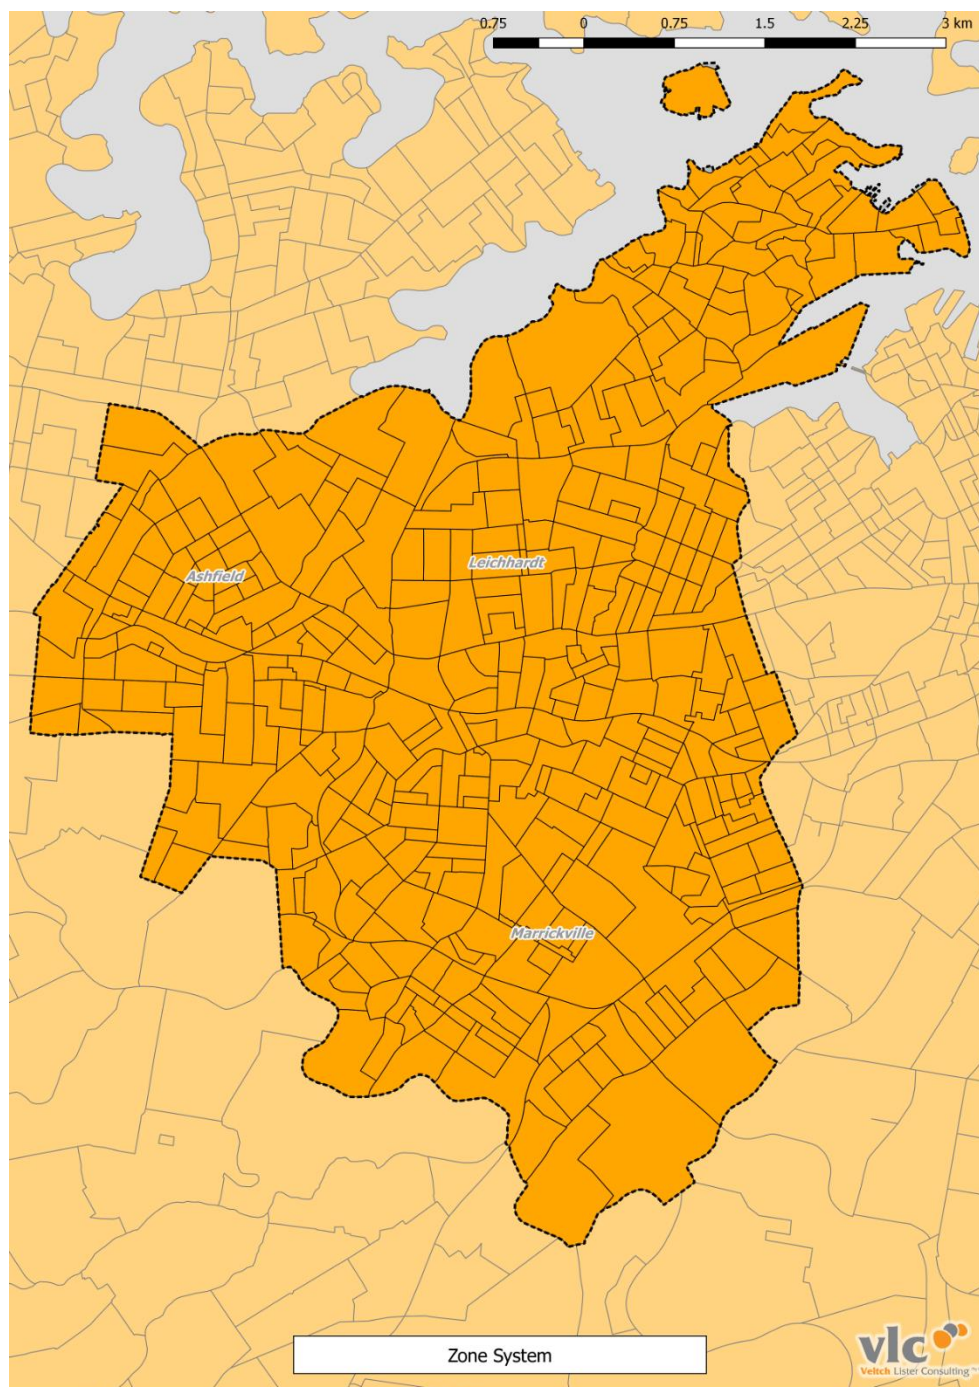 0.75 0 0.75 1.5 2.25 3 km
Leichhardt
Ashfield
Marrickville
Zone System
vlc
Veitch Lister Consulting